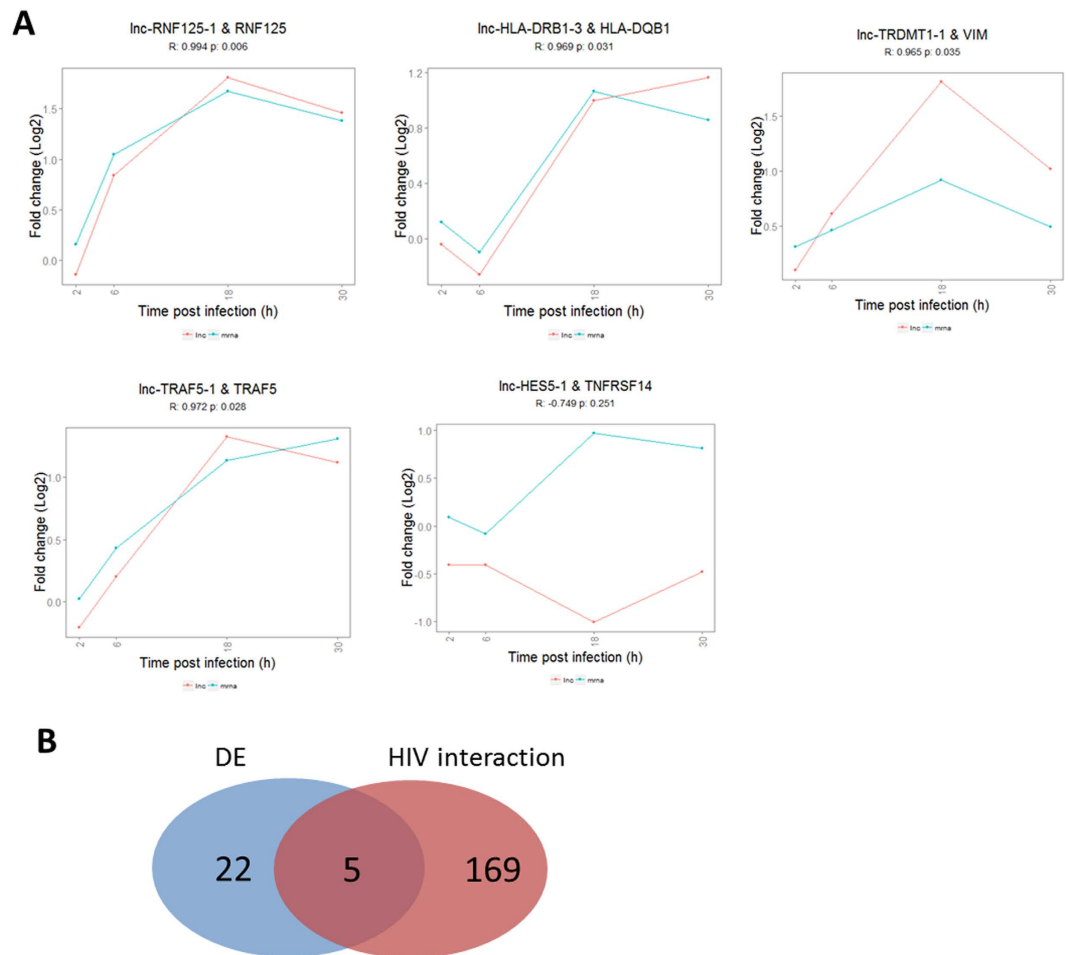 A
lnc-RNF125-1 & RNF125
R: 0.994 p: 0.006
Fold change (Log2)
1.5
1.0
0.5
0.0
2
6
18
30
Time post infection (h)
lnc mrna
lnc-HLA-DRB1-3 & HLA-DQB1
R: 0.969 p: 0.031
Fold change (Log2)
1.2
0.8
0.4
0.0
2
6
18
30
Time post infection (h)
lnc mrna
lnc-TRDMT1-1 & VIM
R: 0.965 p: 0.035
Fold change (Log2)
1.5
1.0
0.5
2
6
18
30
Time post infection (h)
lnc mrna
lnc-TRAF5-1 & TRAF5
R: 0.972 p: 0.028
Fold change (Log2)
1.0
0.5
0.0
2
6
18
30
Time post infection (h)
lnc mrna
lnc-HES5-1 & TNFRSF14
R: -0.749 p: 0.251
Fold change (Log2)
1.0
0.5
0.0
-0.5
-1.0
2
6
18
30
Time post infection (h)
lnc mrna
B
DE HIV interaction
22 5 169